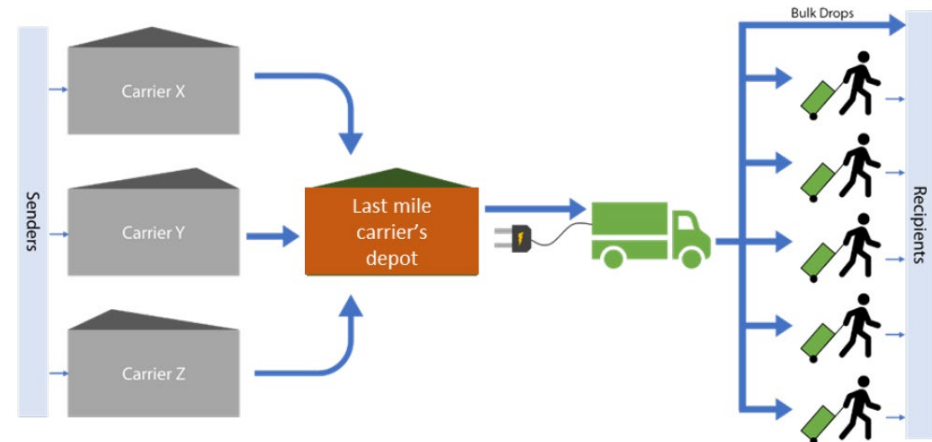 Bulk Drops
Senders
Carrier X
Carrier Y
Carrier Z
Last mile
carrier's
depot
Recipients